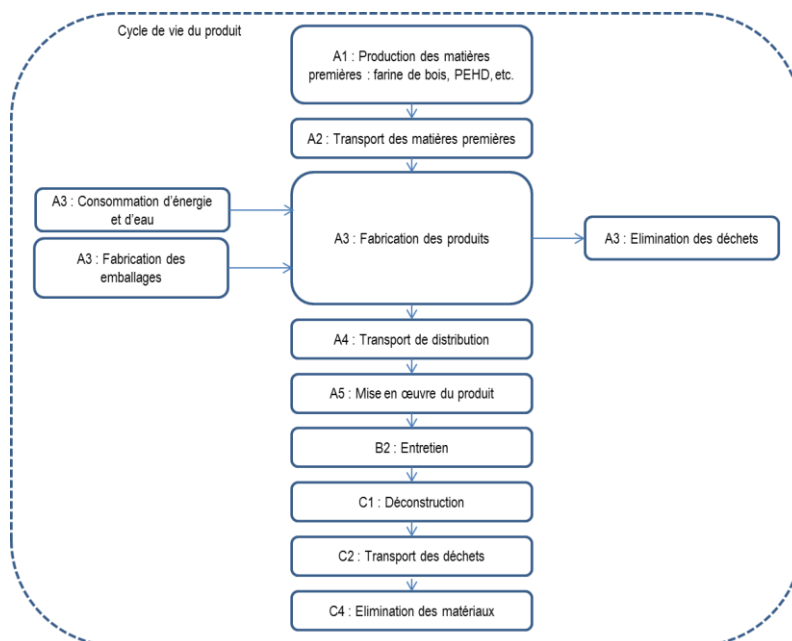 Cycle de vie du produit
A1 : Production des matières
premières : farine de bois, PEHD, etc.
A2 : Transport des matières premières
A3 : Consommation d'énergie
et d'eau
A3 : Fabrication des
emballages
A3 : Fabrication des produits
A3 : Elimination des déchets
A4 : Transport de distribution
A5 : Mise en œuvre du produit
B2 : Entretien
C1 : Déconstruction
C2 : Transport des déchets
C4 : Elimination des matériaux